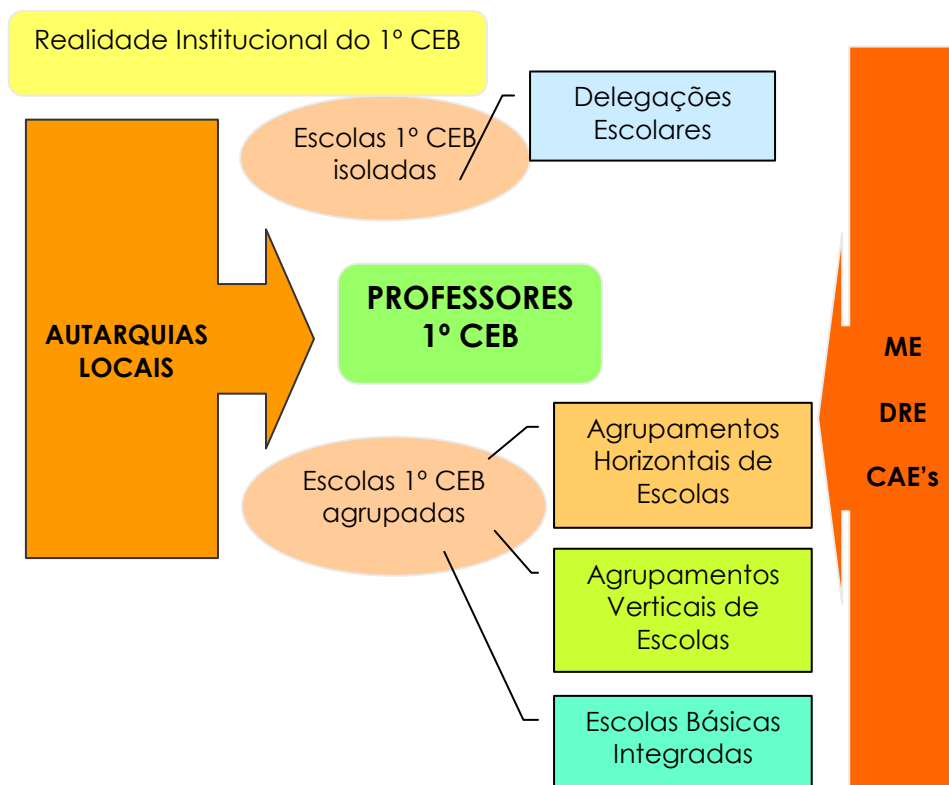 Realidade Institucional do 1º CEB
Delegações
Escolares
Escolas 1º CEB
isoladas
PROFESSORES
1º CEB
AUTARQUIAS
LOCAIS
ME
DRE
CAE’s
Agrupamentos
Horizontais de
Escolas
Escolas 1º CEB
agrupadas
Agrupamentos
Verticais de
Escolas
Escolas Básicas
Integradas